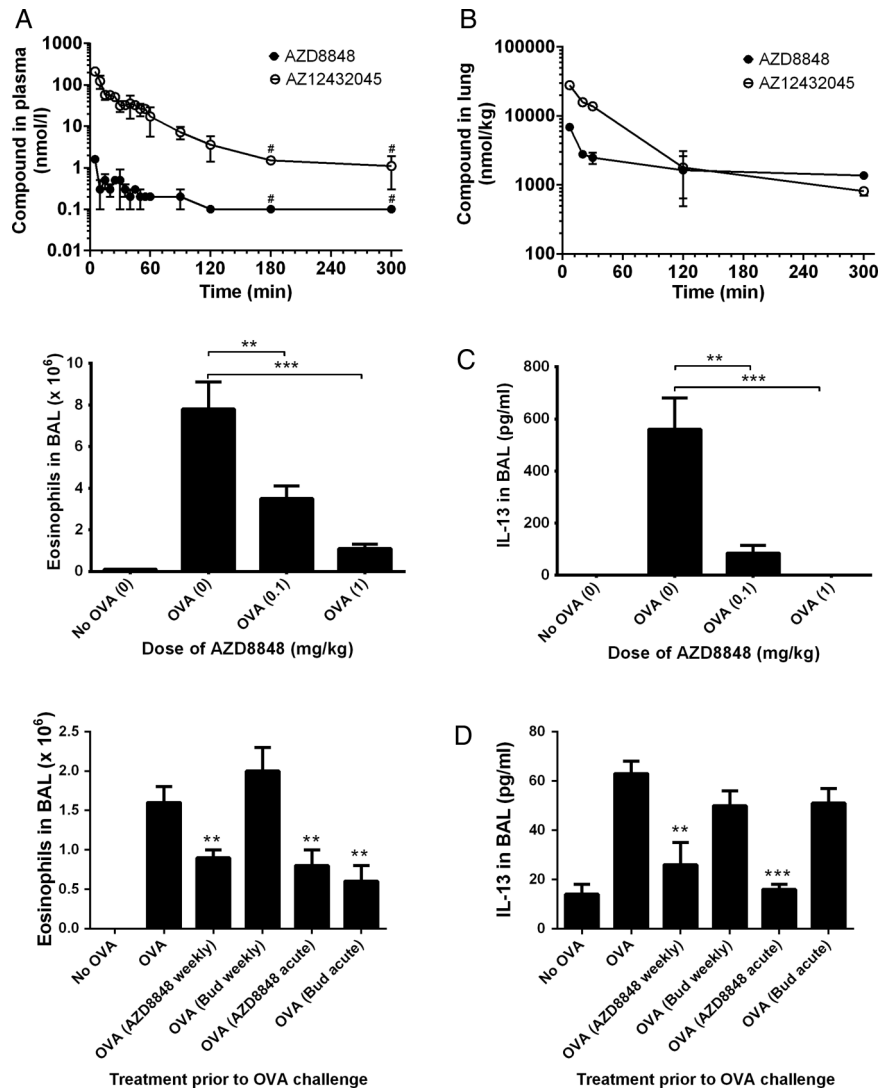 A
Compound in plasma
(nmol/l)
1000
100
10
1
0.1
0.01
AZD8848
AZ12432045
#
#
#
#
0
60
120
180
240
300
Time (min)
B
Compound in lung
(nmol/kg)
100000
10000
1000
100
AZD8848
AZ12432045
0
60
120
180
240
300
Time (min)
Eosinophils in BAL (x 10⁶)
10
8
6
4
2
0
**
***
No OVA (0)
OVA (0)
OVA (0.1)
OVA (1)
Dose of AZD8848 (mg/kg)
C
IL-13 in BAL (pg/ml)
800
600
400
200
0
**
***
No OVA (0)
OVA (0)
OVA (0.1)
OVA (1)
Dose of AZD8848 (mg/kg)
Eosinophils in BAL (x 10⁶)
2.5
2.0
1.5
1.0
0.5
0.0
**
**
**
No OVA
OVA
OVA (AZD8848 weekly)
OVA (Bud weekly)
OVA (AZD8848 acute)
OVA (Bud acute)
Treatment prior to OVA challenge
D
IL-13 in BAL (pg/ml)
80
60
40
20
0
**
***
No OVA
OVA
OVA (AZD8848 weekly)
OVA (Bud weekly)
OVA (AZD8848 acute)
OVA (Bud acute)
Treatment prior to OVA challenge